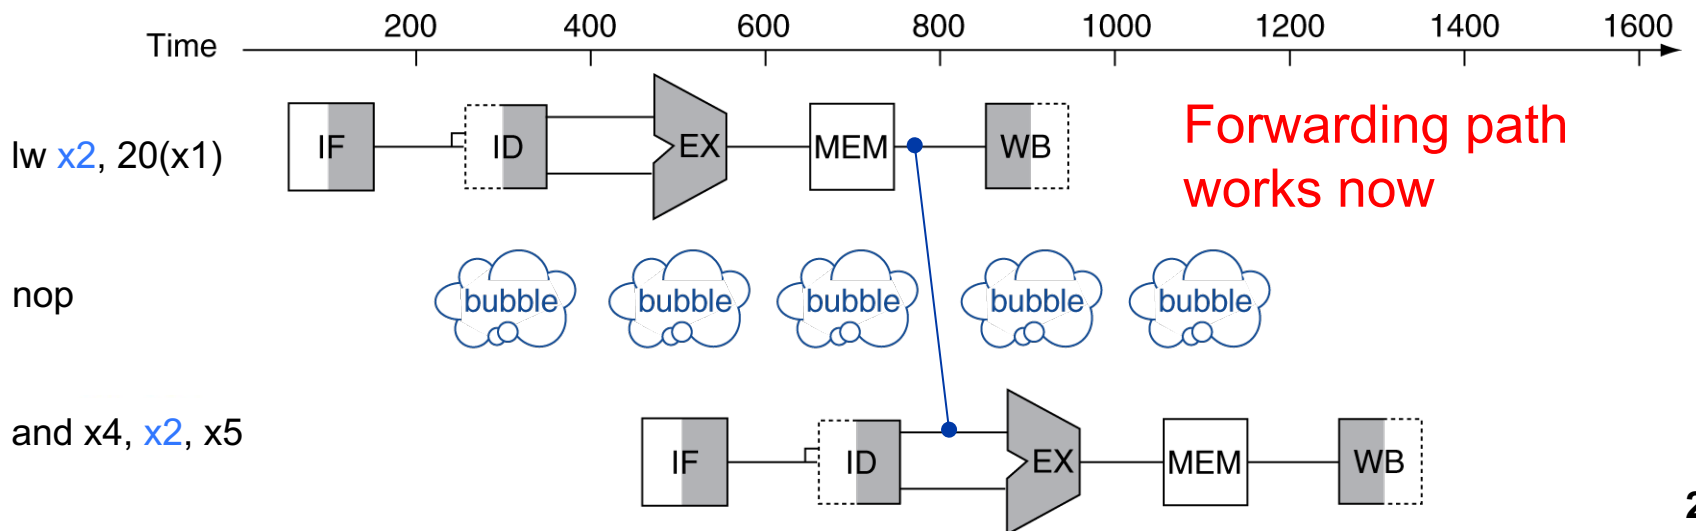 200 400 600 800 1000 1200 1400 1600
Time
lw x2, 20(x1)
IF ID EX MEM WB
Forwarding path
works now
nop
bubble bubble bubble bubble bubble
and x4, x2, x5
IF ID EX MEM WB